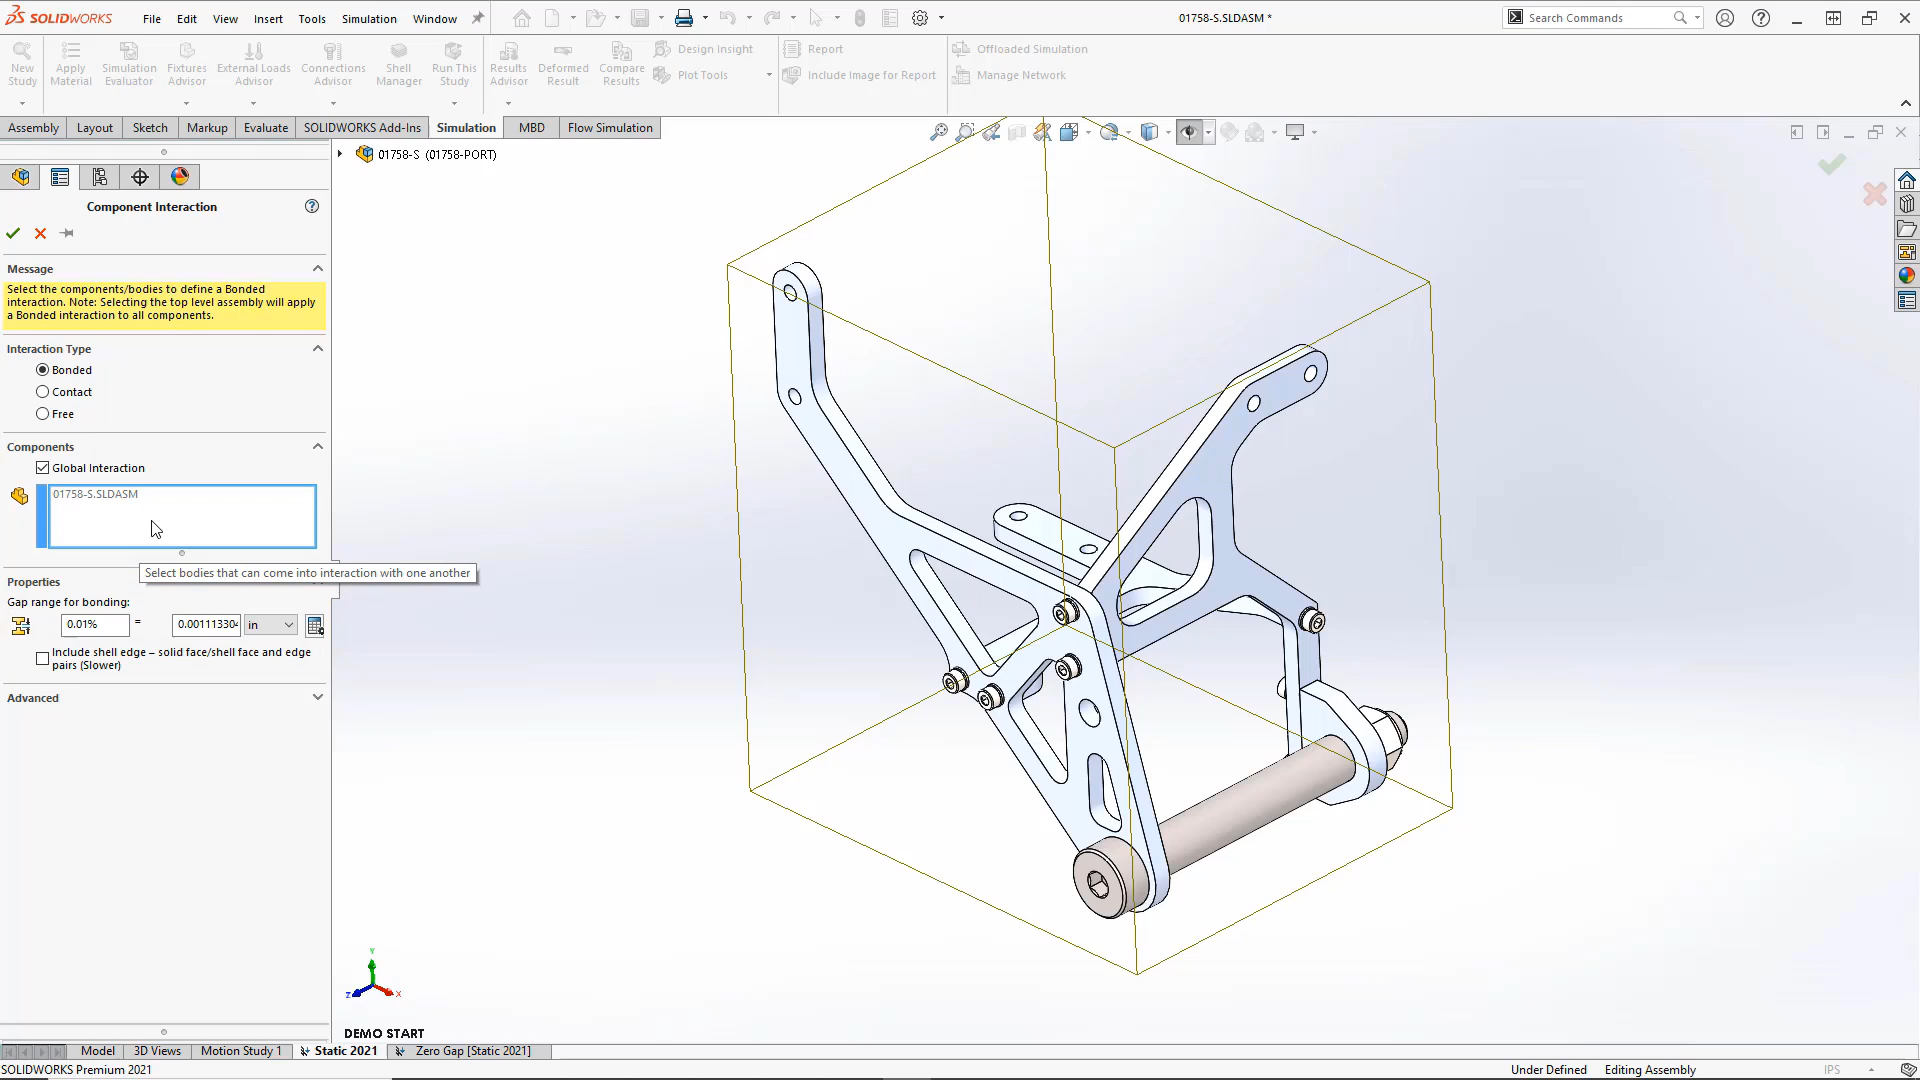 SOLIDWORKS
File Edit View Insert Tools Simulation Window
01758-S.SLDASM *
Search Commands
New Study
Apply Material
Simulation Evaluator
Fixtures Advisor
External Loads Advisor
Connections Advisor
Shell Manager
Run This Study
Results Advisor
Deformed Result
Compare Results
Design Insight
Plot Tools
Report
Include Image for Report
Offloaded Simulation
Manage Network
Assembly Layout Sketch Markup Evaluate SOLIDWORKS Add-Ins Simulation MBD Flow Simulation
01758-S (01758-PORT)
Component Interaction
Message
Select the components/bodies to define a Bonded
interaction. Note: Selecting the top level assembly will apply
a Bonded interaction to all components.
Interaction Type
Bonded
Contact
Free
Components
Global Interaction
01758-S.SLDASM
Select bodies that can come into interaction with one another
Properties
Gap range for bonding:
0.01% = 0.001113304 in
Include shell edge – solid face/shell face and edge
pairs (Slower)
Advanced
Y
Z
X
DEMO START
Model 3D Views Motion Study 1 Static 2021 Zero Gap [Static 2021]
SOLIDWORKS Premium 2021
Under Defined Editing Assembly IPS